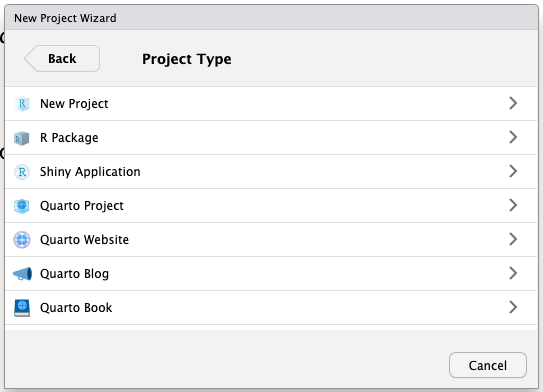 New Project Wizard
Back
Project Type
New Project
R Package
Shiny Application
Quarto Project
Quarto Website
Quarto Blog
Quarto Book
Cancel